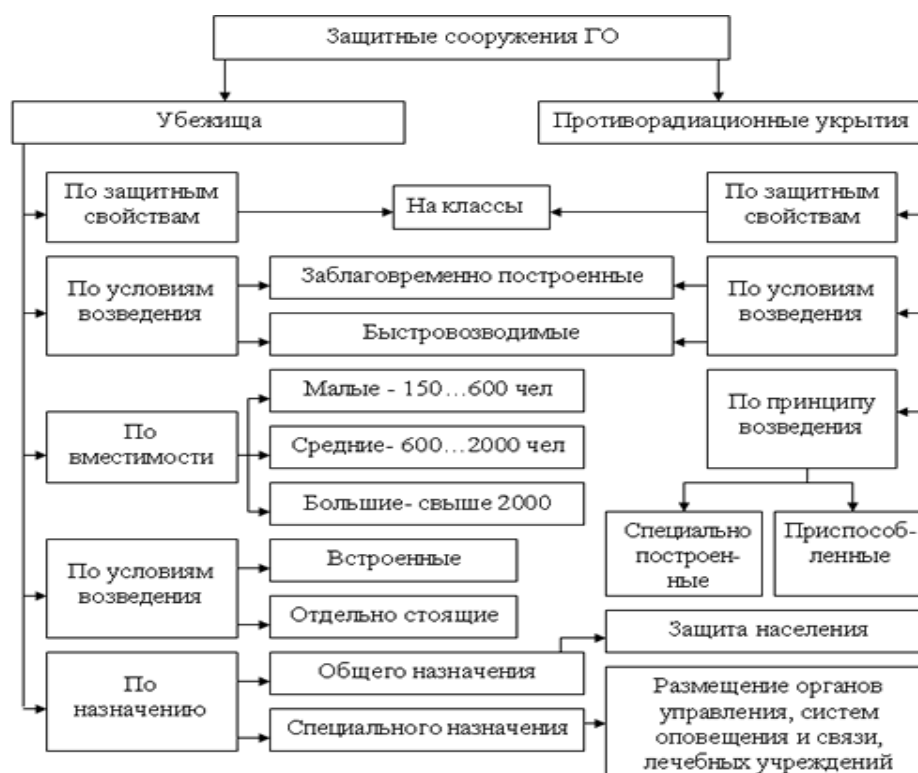 Защитные сооружения ГО
Убежища
Противорадиационные укрытия
По защитным
свойствам
На классы
По защитным
свойствам
По условиям
возведения
Заблаговременно построенные
Быстровозводимые
По условиям
возведения
По
вместимости
Малые - 150...600 чел
Средние- 600...2000 чел
Большие- свыше 2000
По принципу
возведения
Специально
построен-
ные
Приспособ-
ленные
По условиям
возведения
Встроенные
Отдельно стоящие
По
назначению
Общего назначения
Специального назначения
Защита населения
Размещение органов
управления, систем
оповещения и связи,
лечебных учреждений